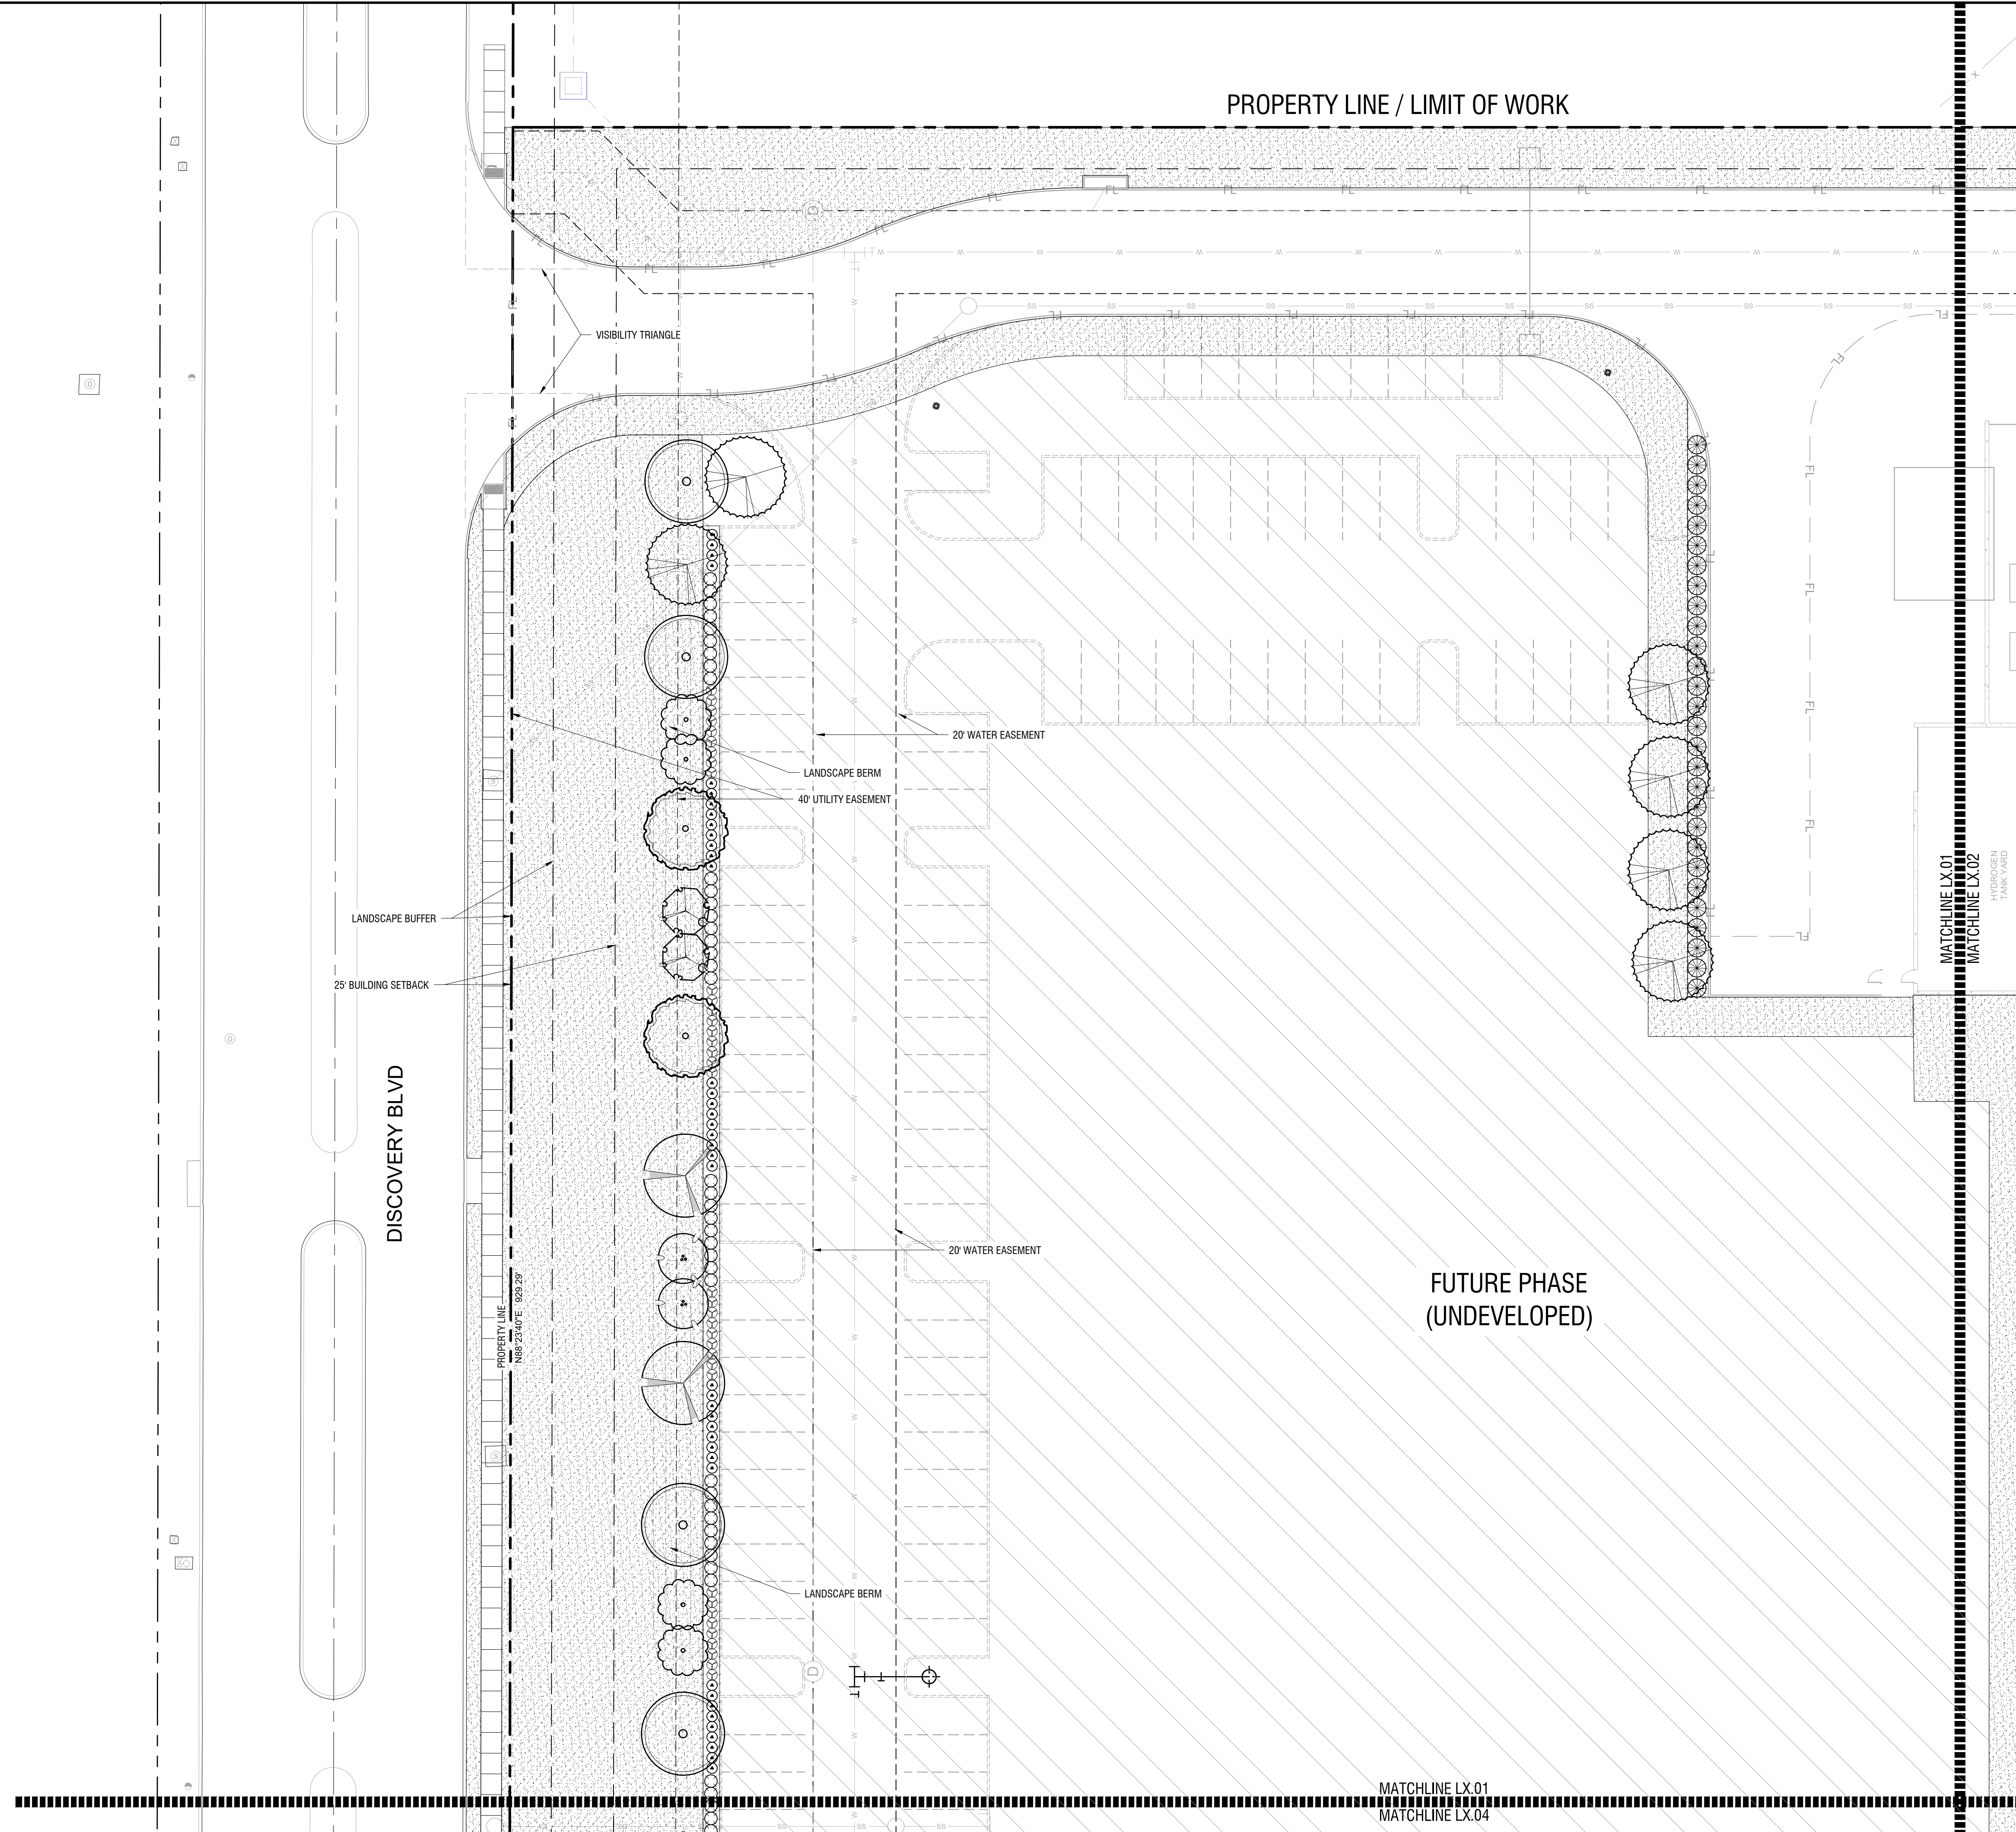 PROPERTY LINE / LIMIT OF WORK
VISIBILITY TRIANGLE
20' WATER EASEMENT
LANDSCAPE BERM
40' UTILITY EASEMENT
LANDSCAPE BUFFER
25' BUILDING SETBACK
DISCOVERY BLVD
PROPERTY LINE
N88°23'40"E 929.29'
20' WATER EASEMENT
LANDSCAPE BERM
FUTURE PHASE
(UNDEVELOPED)
HYDROGEN
TANK YARD
MATCHLINE LX.01
MATCHLINE LX.02
MATCHLINE LX.01
MATCHLINE LX.04